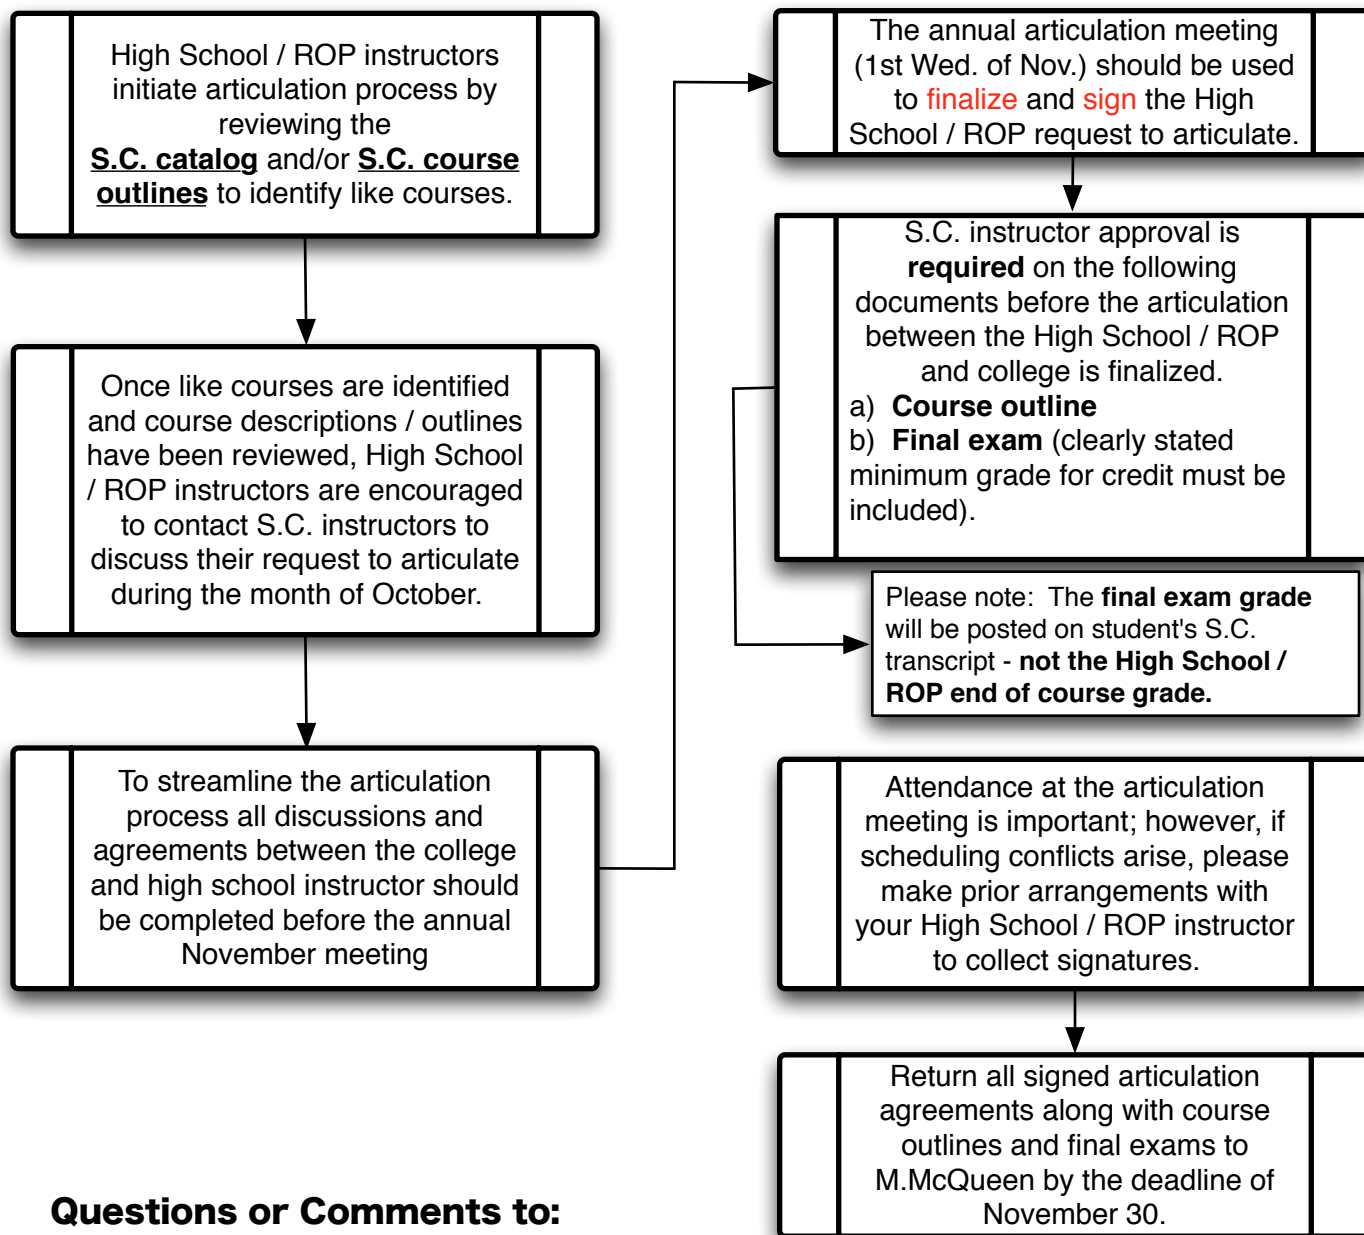 High School / ROP instructors
initiate articulation process by
reviewing the
S.C. catalog and/or S.C. course
outlines to identify like courses.
Once like courses are identified
and course descriptions / outlines
have been reviewed, High School
/ ROP instructors are encouraged
to contact S.C. instructors to
discuss their request to articulate
during the month of October.
To streamline the articulation
process all discussions and
agreements between the college
and high school instructor should
be completed before the annual
November meeting
The annual articulation meeting
(1st Wed. of Nov.) should be used
to finalize and sign the High
School / ROP request to articulate.
S.C. instructor approval is
required on the following
documents before the articulation
between the High School / ROP
and college is finalized.
a) Course outline
b) Final exam (clearly stated
minimum grade for credit must be
included).
Please note: The final exam grade
will be posted on student's S.C.
transcript - not the High School /
ROP end of course grade.
Attendance at the articulation
meeting is important; however, if
scheduling conflicts arise, please
make prior arrangements with
your High School / ROP instructor
to collect signatures.
Return all signed articulation
agreements along with course
outlines and final exams to
M.McQueen by the deadline of
November 30.
Questions or Comments to: